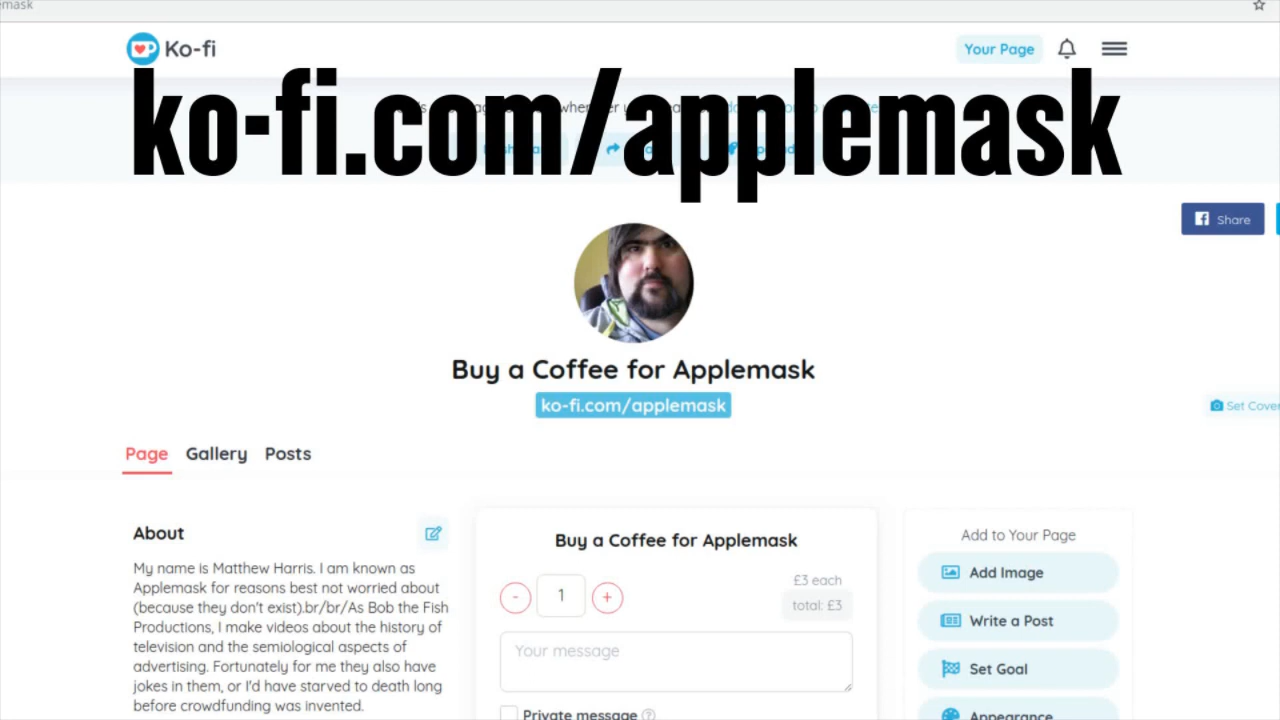 emask
Ko-fi
Your Page
ko-fi.com/applemask
Share
Buy a Coffee for Applemask
ko-fi.com/applemask
Set Cover
Page Gallery Posts
About
My name is Matthew Harris. I am known as
Applemask for reasons best not worried about
(because they don't exist).br/br/As Bob the Fish
Productions, I make videos about the history of
television and the semiological aspects of
advertising. Fortunately for me they also have
jokes in them, or I'd have starved to death long
before crowdfunding was invented.
Buy a Coffee for Applemask
- 1 +
£3 each
total: £3
Your message
Private message ?
Add to Your Page
Add Image
Write a Post
Set Goal
Appearance